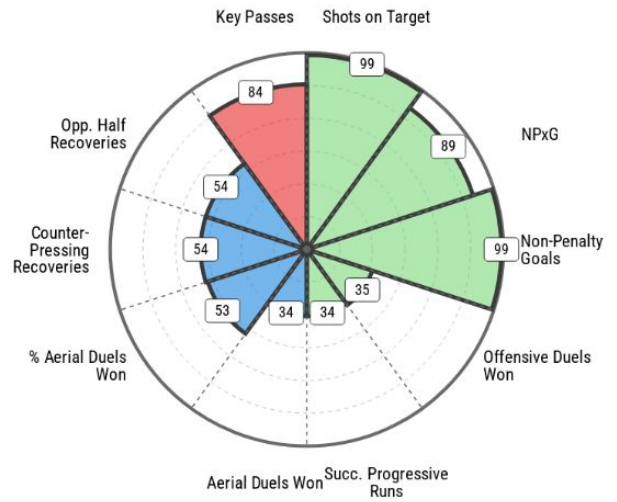 Key Passes
Shots on Target
99
84
Opp. Half
Recoveries
NPxG
89
54
Counter-
Pressing
Recoveries
54
99
Non-Penalty
Goals
35
53
34
34
% Aerial Duels
Won
Offensive Duels
Won
Aerial Duels Won
Succ. Progressive
Runs